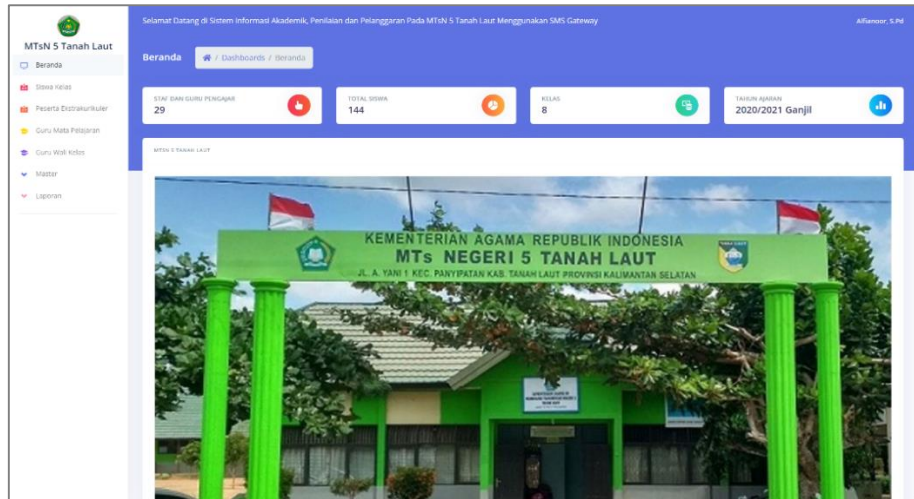 Selamat Datang di Sistem Informasi Akademik, Penilaian dan Pelanggaran Pada MTsN 5 Tanah Laut Menggunakan SMS Gateway
Alfianoor, S.Pd
MTsN 5 Tanah Laut
Beranda
Siswa Kelas
Peserta Ekstrakurikuler
Guru Mata Pelajaran
Guru Wali Kelas
Master
Laporan
Beranda
/ Dashboards / Beranda
STAF DAN GURU PENGAJAR
29
TOTAL SISWA
144
KELAS
8
TAHUN AJARAN
2020/2021 Ganjil
MTSN 5 TANAH LAUT
KEMENTERIAN AGAMA REPUBLIK INDONESIA
MTs NEGERI 5 TANAH LAUT
JL. A. YANI 1 KEC. PANYIPATAN KAB. TANAH LAUT PROVINSI KALIMANTAN SELATAN